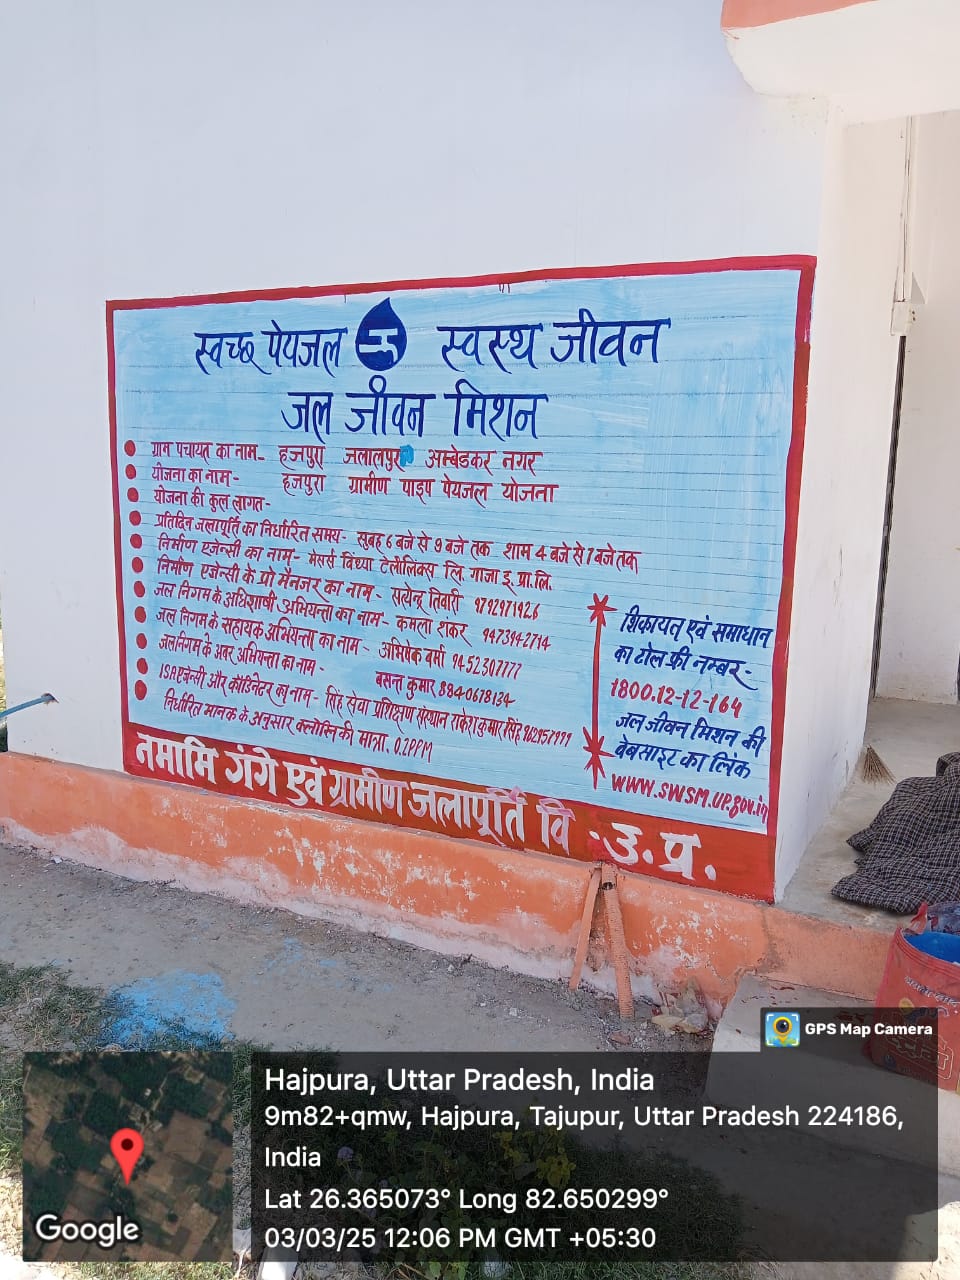 स्वच्छ पेयजल स्वस्थ जीवन
जल जीवन मिशन
ग्राम पंचायत का नाम- हजपुरा जलालपुर अम्बेडकर नगर
योजना का नाम- हजपुरा ग्रामीण पाइप पेयजल योजना
योजना की कुल लागत-
प्रतिदिन जलापूर्ति का निर्धारित समय- सुबह 6 बजे से 9 बजे तक शाम 4 बजे से 7 बजे तक
निर्माण एजेन्सी का नाम- मेसर्स विंध्या टेलीलिंक्स लि. गाजा इ. प्रा. लि.
निर्माण एजेन्सी के प्रो मैनजर का नाम- सत्येन्द्र तिवारी 9792971926
जल निगम के अधिशाषी अभियन्ता का नाम- कमला शंकर 9473942714
जल निगम के सहायक अभियन्ता का नाम- अभिषेक वर्मा 9452307777
जल निगम के अवर अभियन्ता का नाम- बसन्त कुमार 8840678134
ISA एजेन्सी और कॉर्डिनेटर का नाम- सिंह सेवा प्रशिक्षण संस्थान राकेश कुमार सिंह
निर्धारित मानक के अनुसार क्लोरिन की मात्रा. 0.2PPM
शिकायत एवं समाधान
का टोल फ्री नम्बर-
1800.12-12-164
जल जीवन मिशन की
वेबसाइट का लिंक
www.swsm.up.gov.in
नमामि गंगे एवं ग्रामीण जलापूर्ति वि. उ.प्र.
GPS Map Camera
Hajpura, Uttar Pradesh, India
9m82+qmw, Hajpura, Tajupur, Uttar Pradesh 224186,
India
Lat 26.365073° Long 82.650299°
03/03/25 12:06 PM GMT +05:30
Google